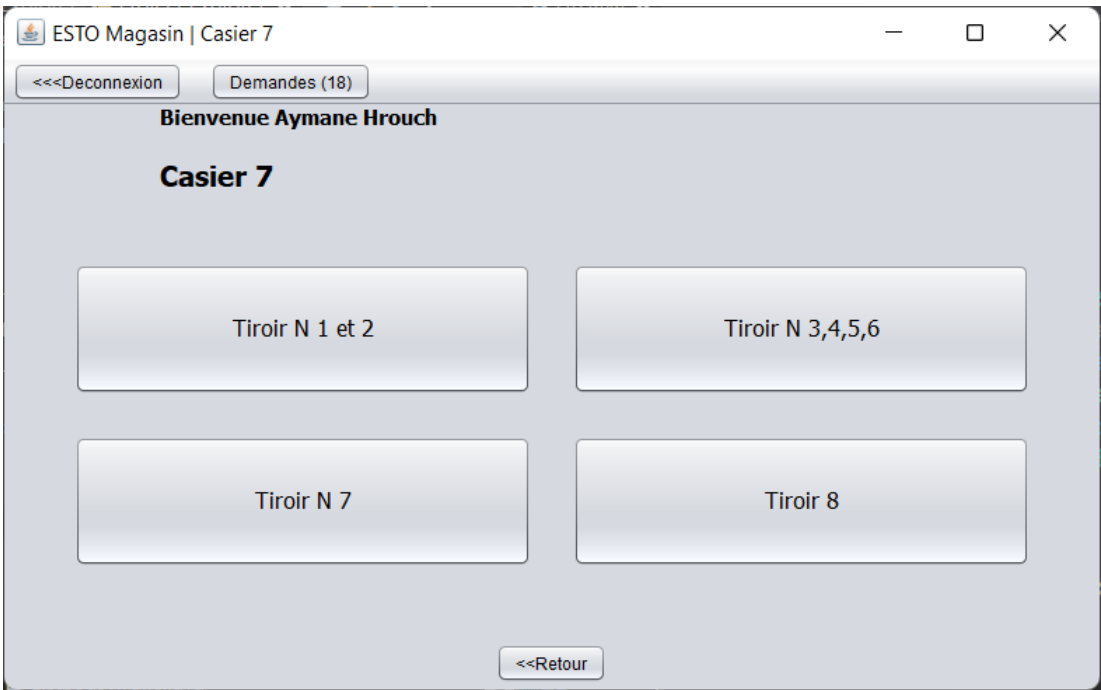 ESTO Magasin | Casier 7
<<<Deconnexion Demandes (18)
Bienvenue Aymane Hrouch
Casier 7
Tiroir N 1 et 2 Tiroir N 3,4,5,6
Tiroir N 7 Tiroir 8
<<Retour